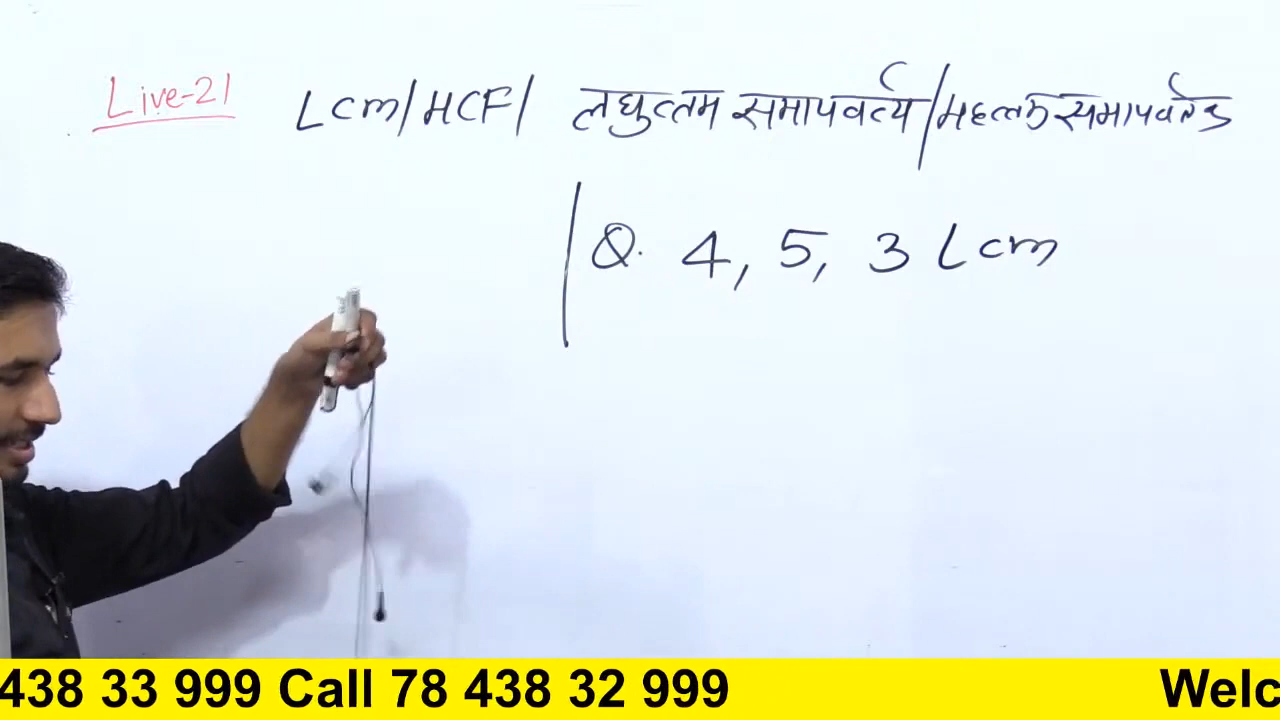 Live-21 Lcm/HCF/ लघुत्तम समापवर्त्य/महत्तम समापवर्तक
Q. 4, 5, 3 Lcm
438 33 999 Call 78 438 32 999 Welc